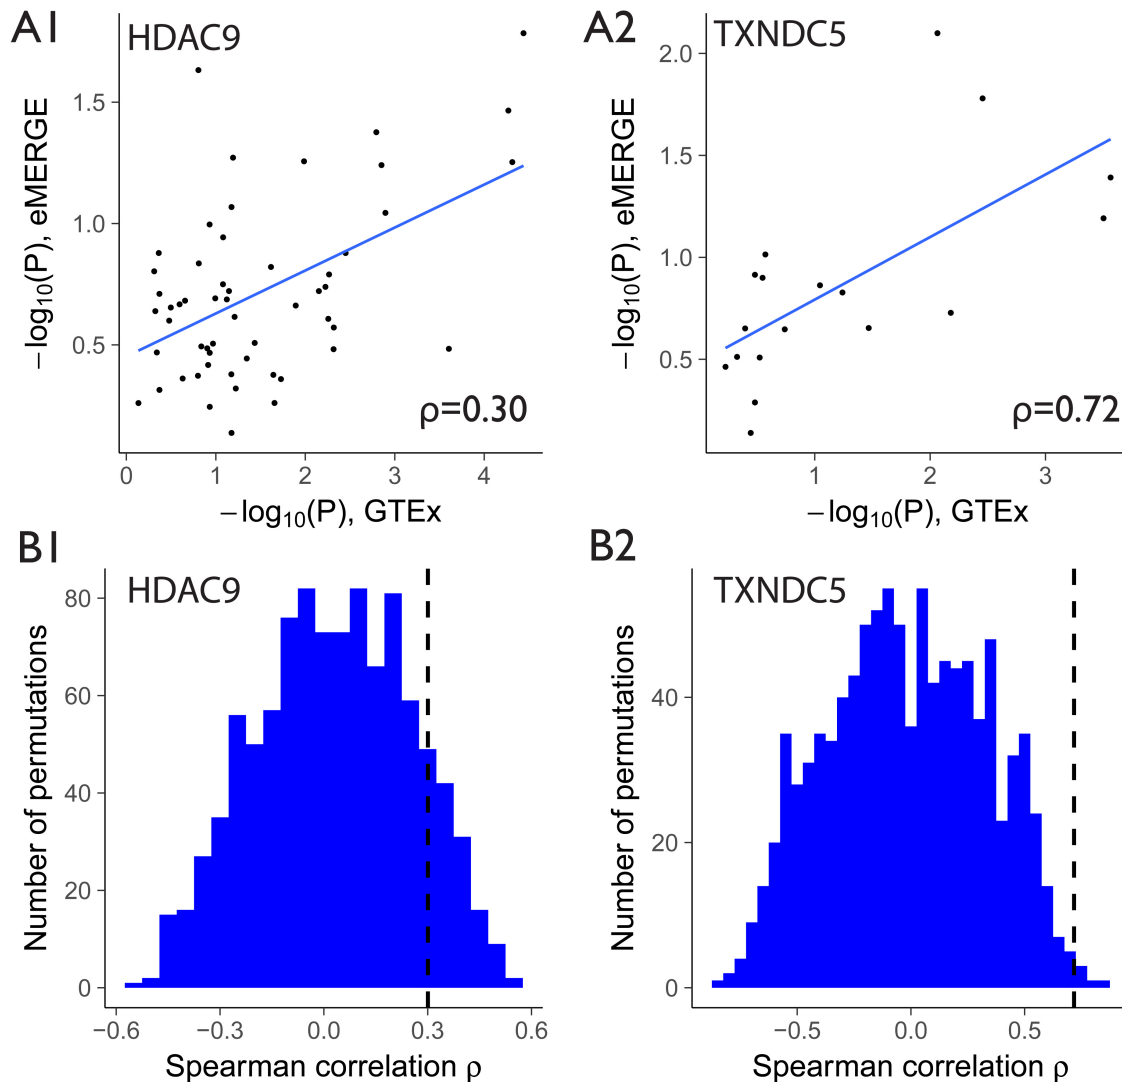 A1
HDAC9
−log10(P), eMERGE
1.5
1.0
0.5
ρ=0.30
0 1 2 3 4
−log10(P), GTEx
A2
TXNDC5
−log10(P), eMERGE
2.0
1.5
1.0
0.5
ρ=0.72
1 2 3
−log10(P), GTEx
B1
HDAC9
Number of permutations
80
60
40
20
0
−0.6 −0.3 0.0 0.3 0.6
Spearman correlation ρ
B2
TXNDC5
Number of permutations
40
20
0
−0.5 0.0 0.5
Spearman correlation ρ